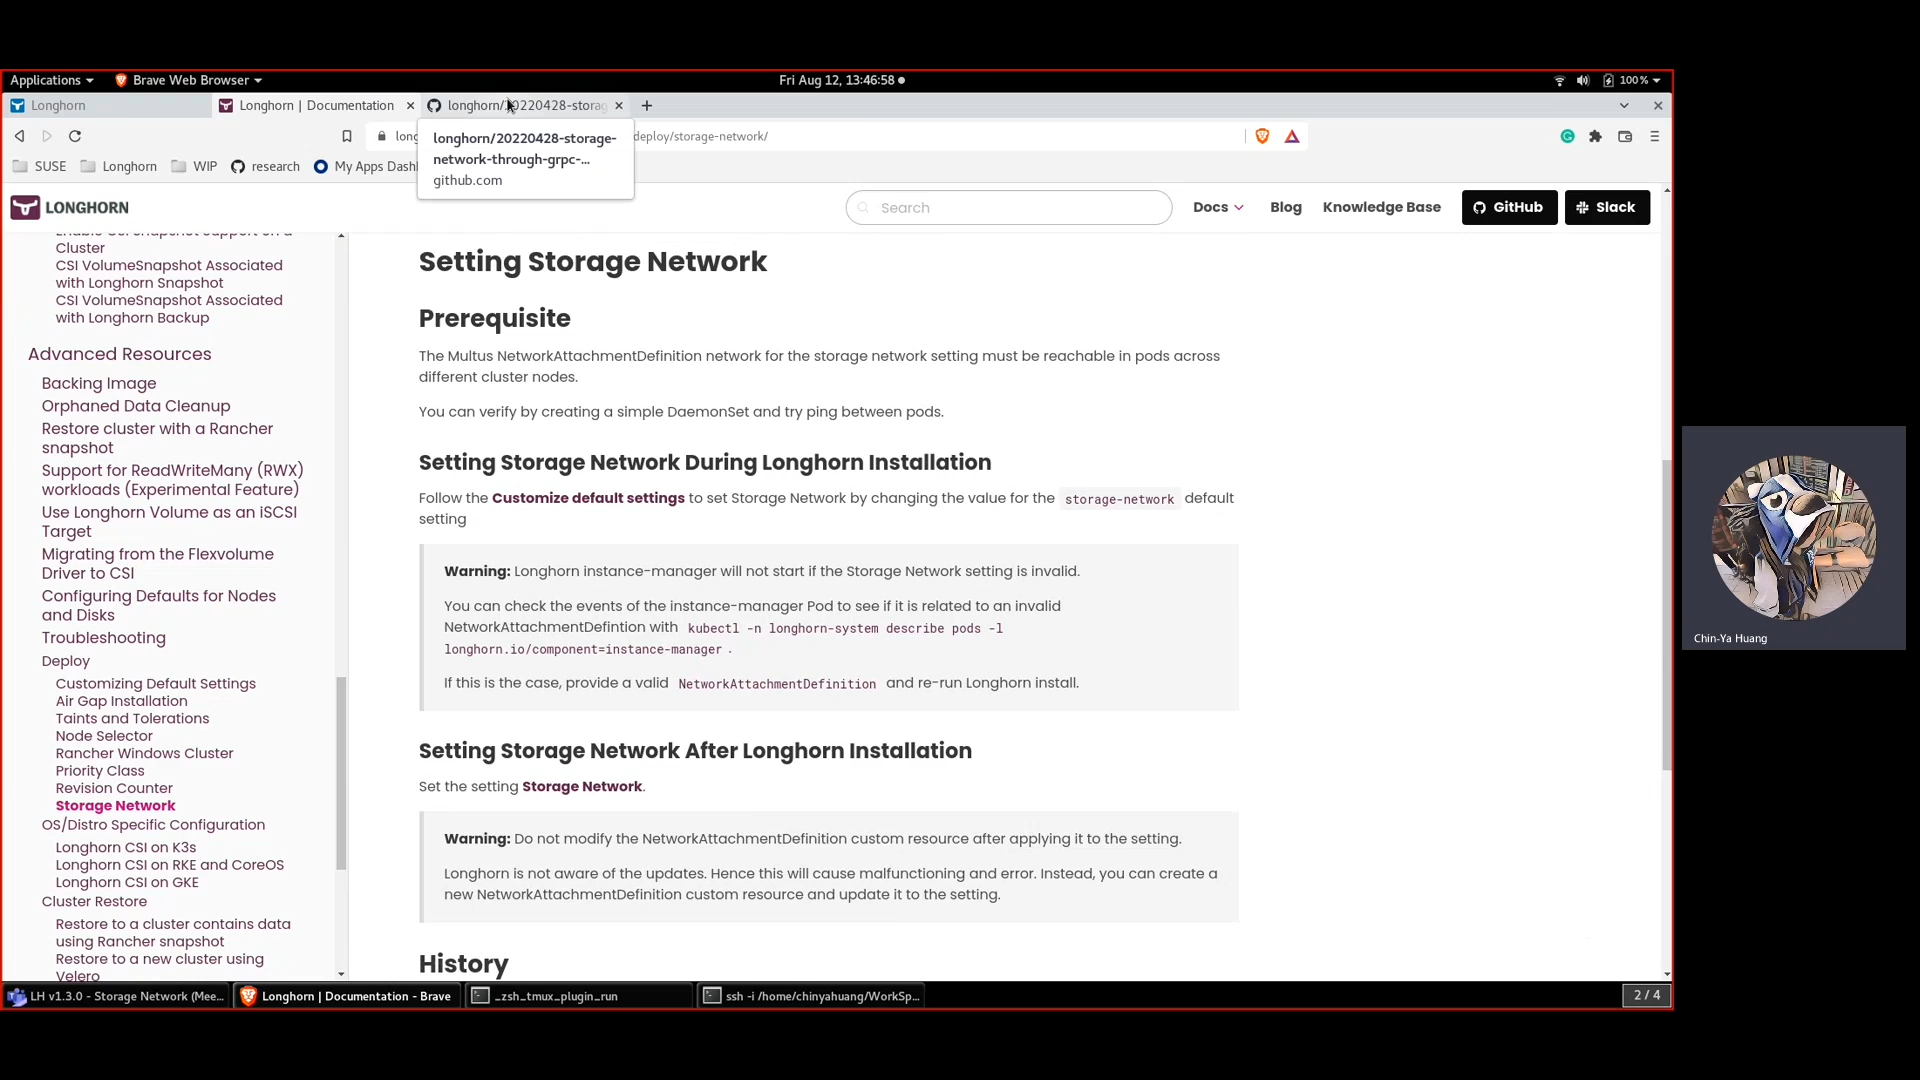 Applications
Brave Web Browser
Fri Aug 12, 13:46:58
100%
Longhorn
Longhorn | Documentation
longhorn/20220428-storag
longhorn/20220428-storage-
network-through-grpc-...
github.com
long
deploy/storage-network/
SUSE
Longhorn
WIP
research
My Apps Dash
LONGHORN
Search
Docs
Blog
Knowledge Base
GitHub
Slack
Enable CSI Snapshot Support on a
Cluster
CSI VolumeSnapshot Associated
with Longhorn Snapshot
CSI VolumeSnapshot Associated
with Longhorn Backup
Advanced Resources
Backing Image
Orphaned Data Cleanup
Restore cluster with a Rancher
snapshot
Support for ReadWriteMany (RWX)
workloads (Experimental Feature)
Use Longhorn Volume as an iSCSI
Target
Migrating from the Flexvolume
Driver to CSI
Configuring Defaults for Nodes
and Disks
Troubleshooting
Deploy
Customizing Default Settings
Air Gap Installation
Taints and Tolerations
Node Selector
Rancher Windows Cluster
Priority Class
Revision Counter
Storage Network
OS/Distro Specific Configuration
Longhorn CSI on K3s
Longhorn CSI on RKE and CoreOS
Longhorn CSI on GKE
Cluster Restore
Restore to a cluster contains data
using Rancher snapshot
Restore to a new cluster using
Velero
Setting Storage Network
Prerequisite
The Multus NetworkAttachmentDefinition network for the storage network setting must be reachable in pods across
different cluster nodes.
You can verify by creating a simple DaemonSet and try ping between pods.
Setting Storage Network During Longhorn Installation
Follow the Customize default settings to set Storage Network by changing the value for the storage-network default
setting
Warning: Longhorn instance-manager will not start if the Storage Network setting is invalid.
You can check the events of the instance-manager Pod to see if it is related to an invalid
NetworkAttachmentDefintion with kubectl -n longhorn-system describe pods -l
longhorn.io/component=instance-manager .
If this is the case, provide a valid NetworkAttachmentDefinition and re-run Longhorn install.
Setting Storage Network After Longhorn Installation
Set the setting Storage Network.
Warning: Do not modify the NetworkAttachmentDefinition custom resource after applying it to the setting.
Longhorn is not aware of the updates. Hence this will cause malfunctioning and error. Instead, you can create a
new NetworkAttachmentDefinition custom resource and update it to the setting.
History
Chin-Ya Huang
LH v1.3.0 - Storage Network (Mee...
Longhorn | Documentation - Brave
_zsh_tmux_plugin_run
ssh -i /home/chinyahuang/WorkSp...
2 / 4